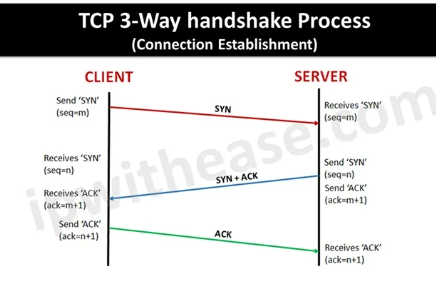 TCP 3-Way handshake Process
(Connection Establishment)
CLIENT
SERVER
Send 'SYN'
(seq=m)
SYN
Receives 'SYN'
(seq=m)
Receives 'SYN'
(seq=n)
Send 'SYN'
(seq=n)
SYN + ACK
Receives 'ACK'
(ack=m+1)
Send 'ACK'
(ack=m+1)
Send 'ACK'
(ack=n+1)
ACK
Receives 'ACK'
(ack=n+1)
ipwithease.com